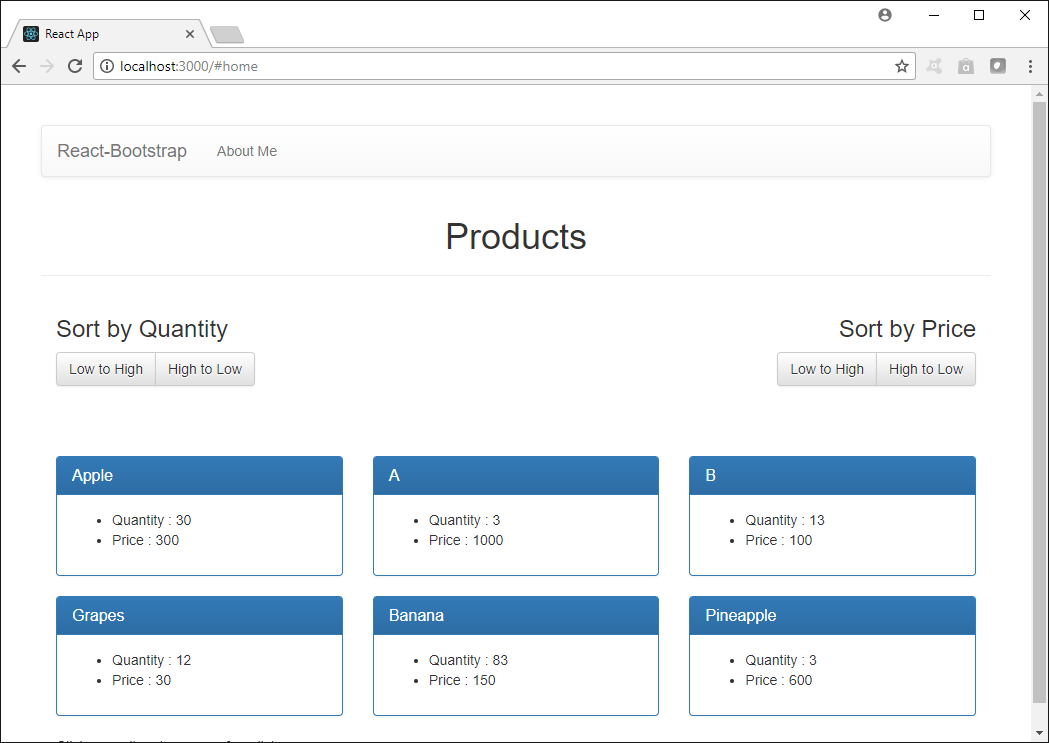 React App
localhost:3000/#home
React-Bootstrap About Me
Products
Sort by Quantity
Sort by Price
Low to High High to Low
Low to High High to Low
Apple
Quantity : 30
Price : 300
A
Quantity : 3
Price : 1000
B
Quantity : 13
Price : 100
Grapes
Quantity : 12
Price : 30
Banana
Quantity : 83
Price : 150
Pineapple
Quantity : 3
Price : 600